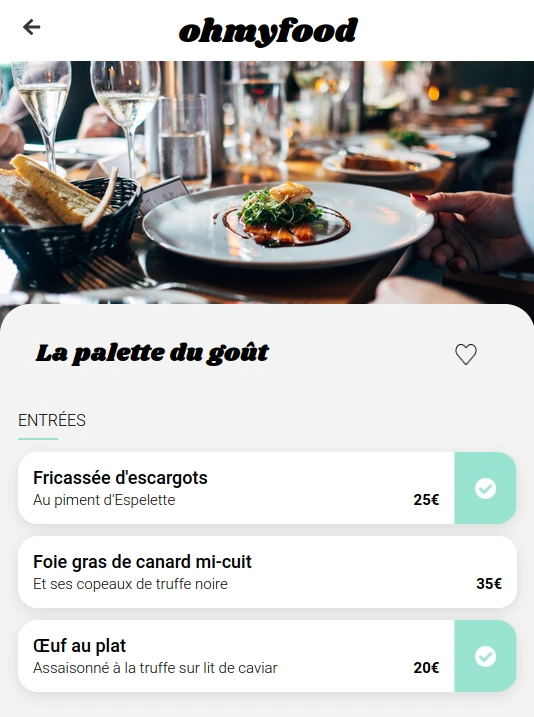 ohmyfood
La palette du goût
ENTRÉES
Fricassée d'escargots
Au piment d'Espelette
25€
Foie gras de canard mi-cuit
Et ses copeaux de truffe noire
35€
Œuf au plat
Assaisonné à la truffe sur lit de caviar
20€